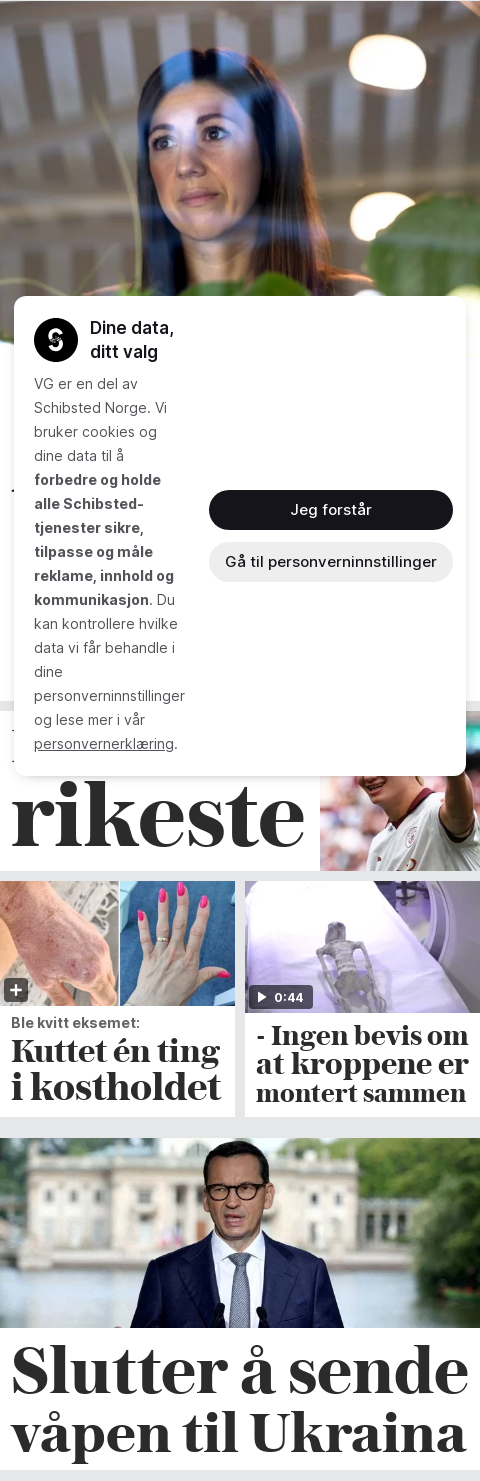 Dine data,
ditt valg
VG er en del av
Schibsted Norge. Vi
bruker cookies og
dine data til å
forbedre og holde
alle Schibsted-
tjenester sikre,
tilpasse og måle
reklame, innhold og
kommunikasjon. Du
kan kontrollere hvilke
data vi får behandle i
dine
personverninnstillinger
og lese mer i vår
personvernerklæring.
Jeg forstår
Gå til personverninnstillinger
rikeste
Ble kvitt eksemet:
Kuttet én ting
i kostholdet
0:44
- Ingen bevis om
at kroppene er
montert sammen
Slutter å sende
våpen til Ukraina